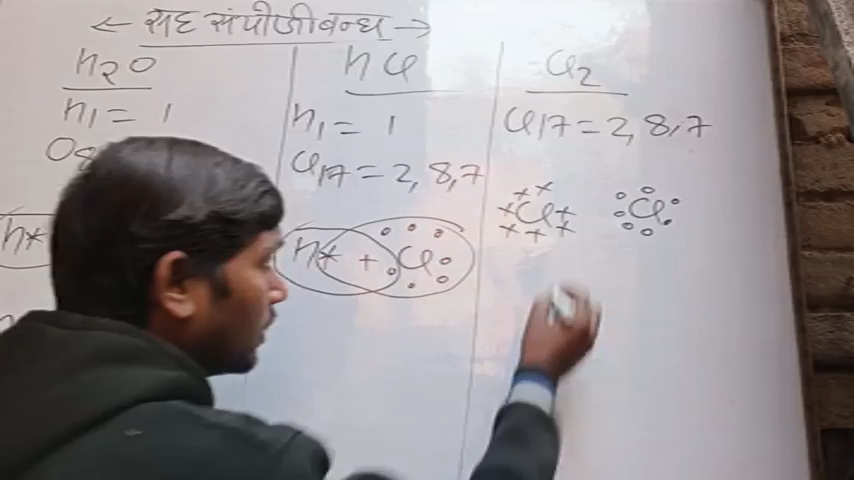 ← सह संयोजीबन्ध →
H₂O
H₁ = 1
O8
H*
HCl
H₁ = 1
Cl₁₇ = 2, 8, 7
H* + Cl
Cl₂
Cl17 = 2, 8, 7
Cl Cl